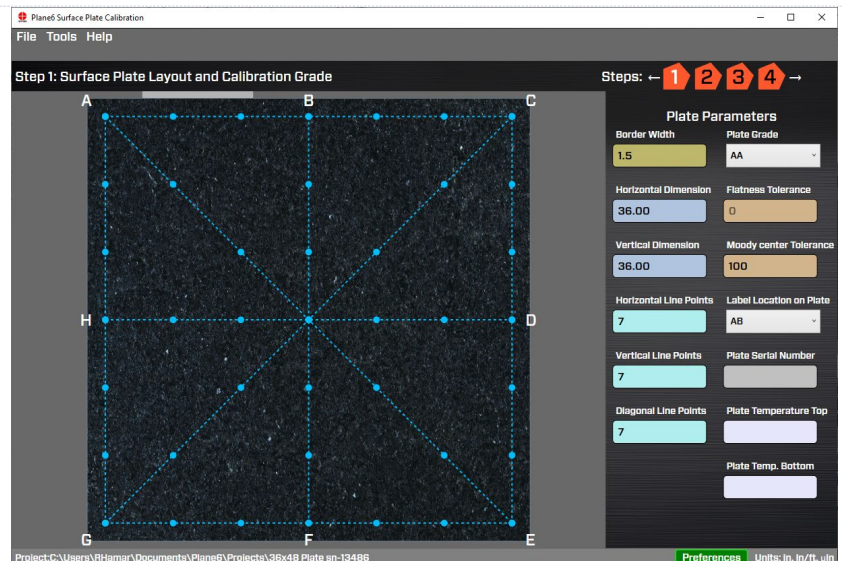 Plane6 Surface Plate Calibration
File Tools Help
Step 1: Surface Plate Layout and Calibration Grade
Steps: ← 1 2 3 4 →
A B C
H D
G F E
Plate Parameters
Border Width Plate Grade
1.5 AA
Horizontal Dimension Flatness Tolerance
36.00 0
Vertical Dimension Moody center Tolerance
36.00 100
Horizontal Line Points Label Location on Plate
7 AB
Vertical Line Points Plate Serial Number
7
Diagonal Line Points Plate Temperature Top
7
Plate Temp. Bottom
Project:C:\Users\RHamar\Documents\Plane6\Projects\36x48 Plate sn-13486
Preferences Units: in, in/ft, uin